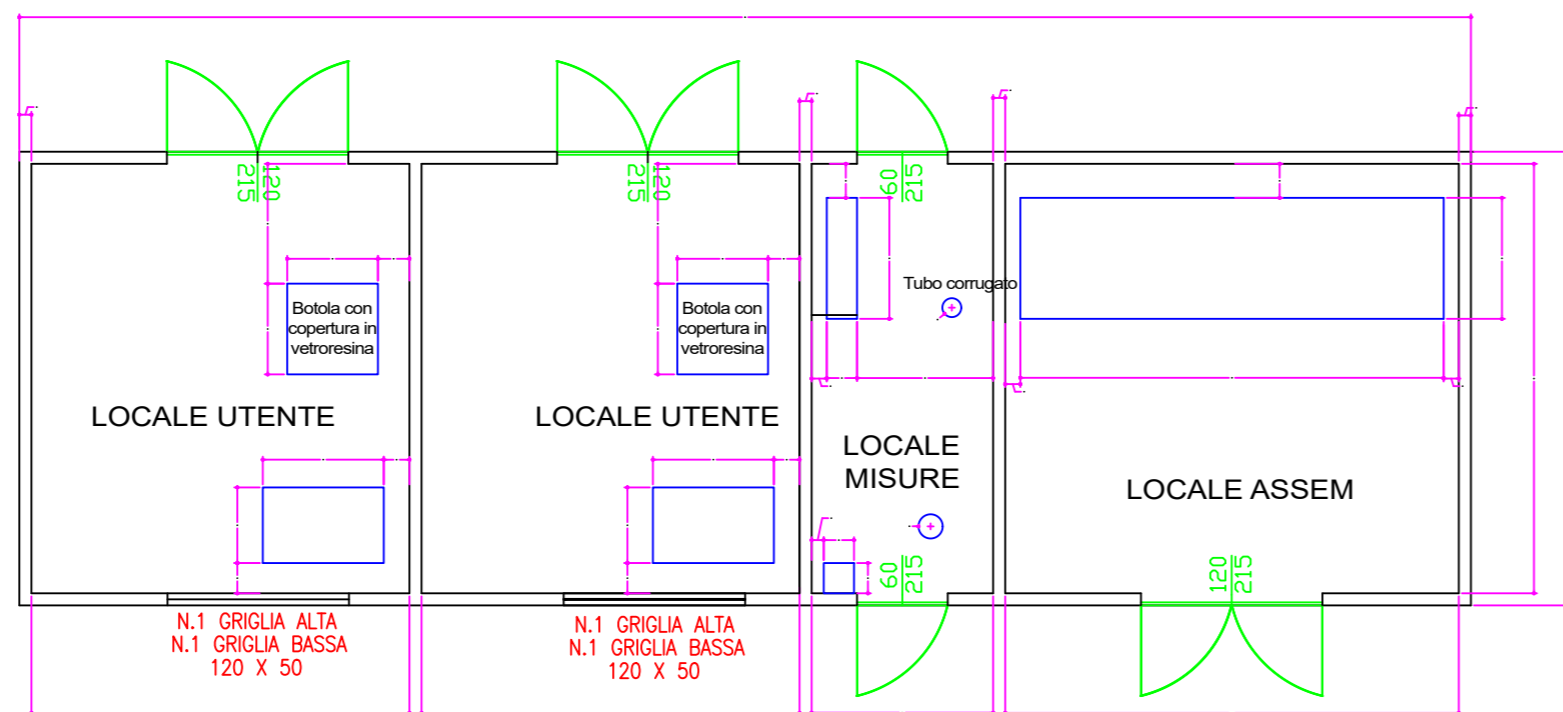 215
120
215
120
60
215
Tubo corrugato
Botola con
copertura in
vetroresina
Botola con
copertura in
vetroresina
LOCALE UTENTE
LOCALE UTENTE
LOCALE
MISURE
LOCALE ASSEM
60
215
120
215
N.1 GRIGLIA ALTA
N.1 GRIGLIA BASSA
120 X 50
N.1 GRIGLIA ALTA
N.1 GRIGLIA BASSA
120 X 50